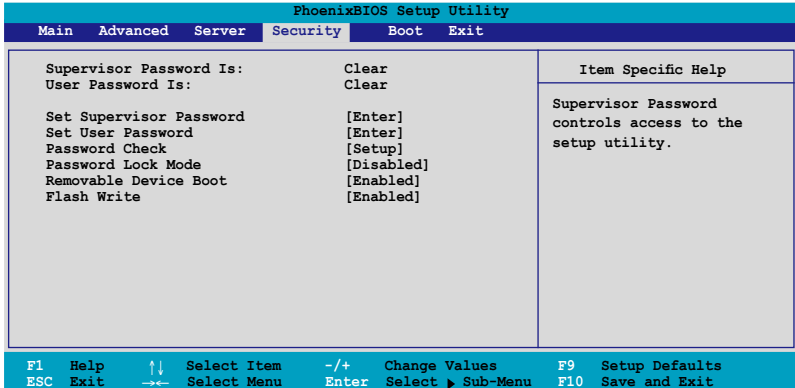 PhoenixBIOS Setup Utility
Main Advanced Server Security Boot Exit
Supervisor Password Is: Clear
User Password Is: Clear
Set Supervisor Password [Enter]
Set User Password [Enter]
Password Check [Setup]
Password Lock Mode [Disabled]
Removable Device Boot [Enabled]
Flash Write [Enabled]
Item Specific Help
Supervisor Password
controls access to the
setup utility.
F1 Help ↑↓ Select Item -/+ Change Values F9 Setup Defaults
ESC Exit →← Select Menu Enter Select ▶ Sub-Menu F10 Save and Exit